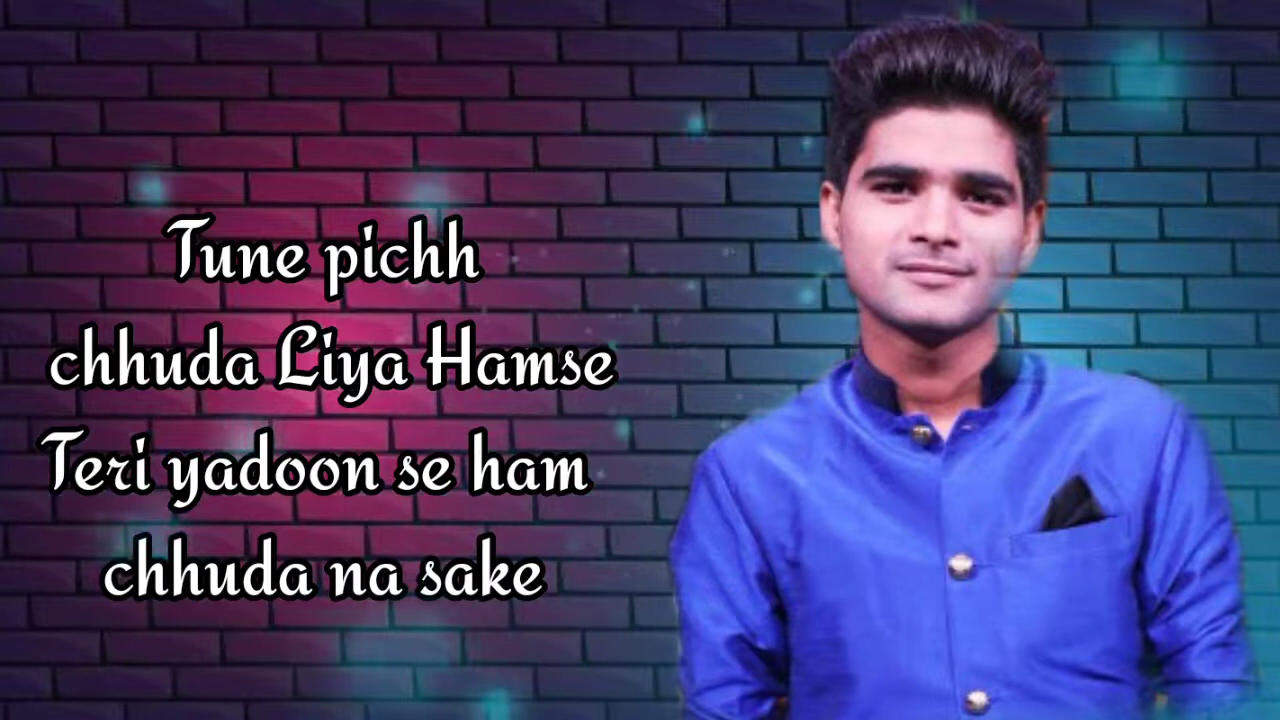 Tune pichh
chhuda Liya Hamse
Teri yadoon se ham
chhuda na sake